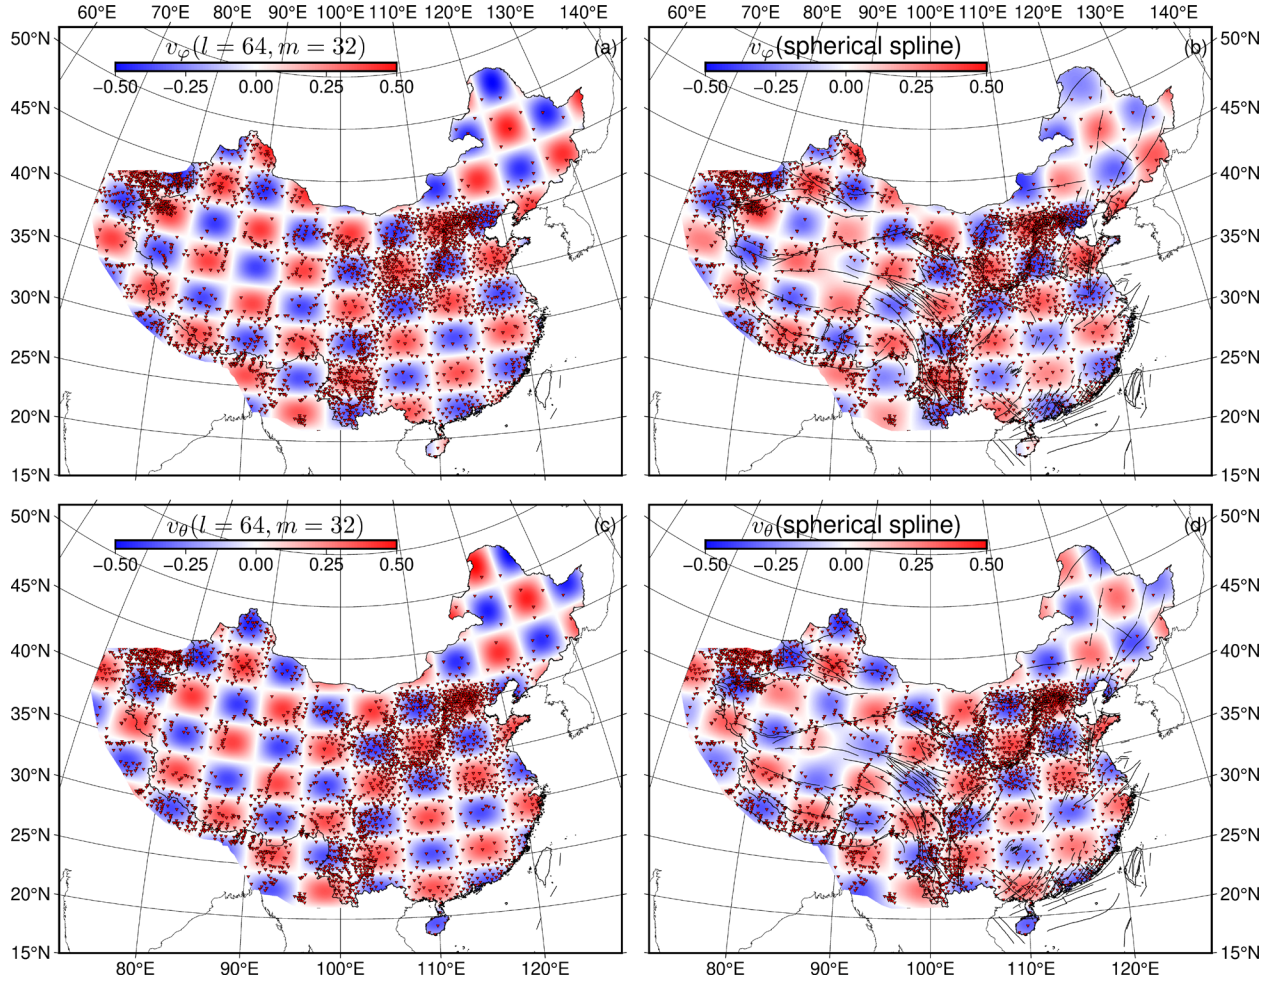 60°E 70°E 80°E 90°E 100°E 110°E 120°E 130°E 140°E 60°E 70°E 80°E 90°E 100°E 110°E 120°E 130°E 140°E
50°N 50°N
v_φ(l = 64, m = 32) (a) v_φ(spherical spline) (b)
−0.50 −0.25 0.00 0.25 0.50 −0.50 −0.25 0.00 0.25 0.50
45°N 45°N
40°N 40°N
35°N 35°N
30°N 30°N
25°N 25°N
20°N 20°N
15°N 15°N
50°N 50°N
v_θ(l = 64, m = 32) (c) v_θ(spherical spline) (d)
−0.50 −0.25 0.00 0.25 0.50 −0.50 −0.25 0.00 0.25 0.50
45°N 45°N
40°N 40°N
35°N 35°N
30°N 30°N
25°N 25°N
20°N 20°N
15°N 15°N
80°E 90°E 100°E 110°E 120°E 80°E 90°E 100°E 110°E 120°E